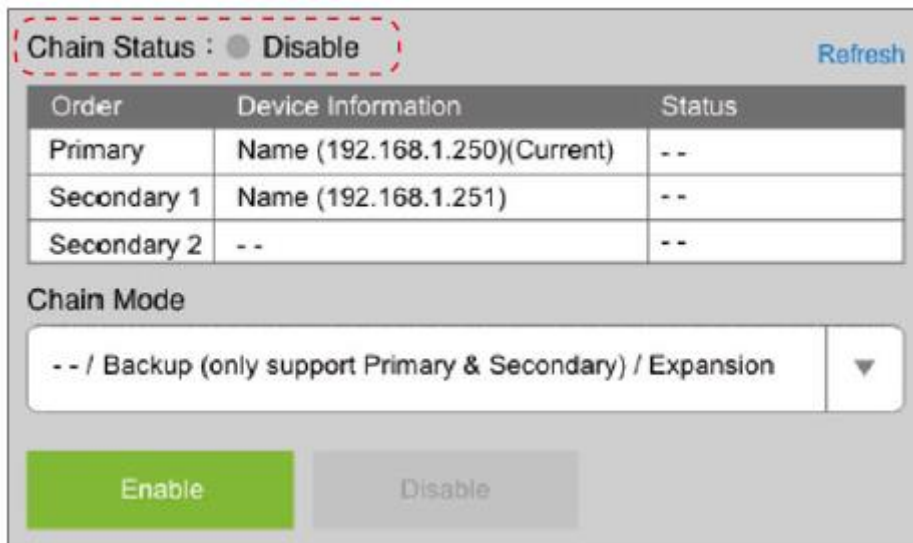 Chain Status : Disable
Refresh
Order Device Information Status
Primary Name (192.168.1.250)(Current) - -
Secondary 1 Name (192.168.1.251) - -
Secondary 2 - - - -
Chain Mode
- - / Backup (only support Primary & Secondary) / Expansion
Enable Disable